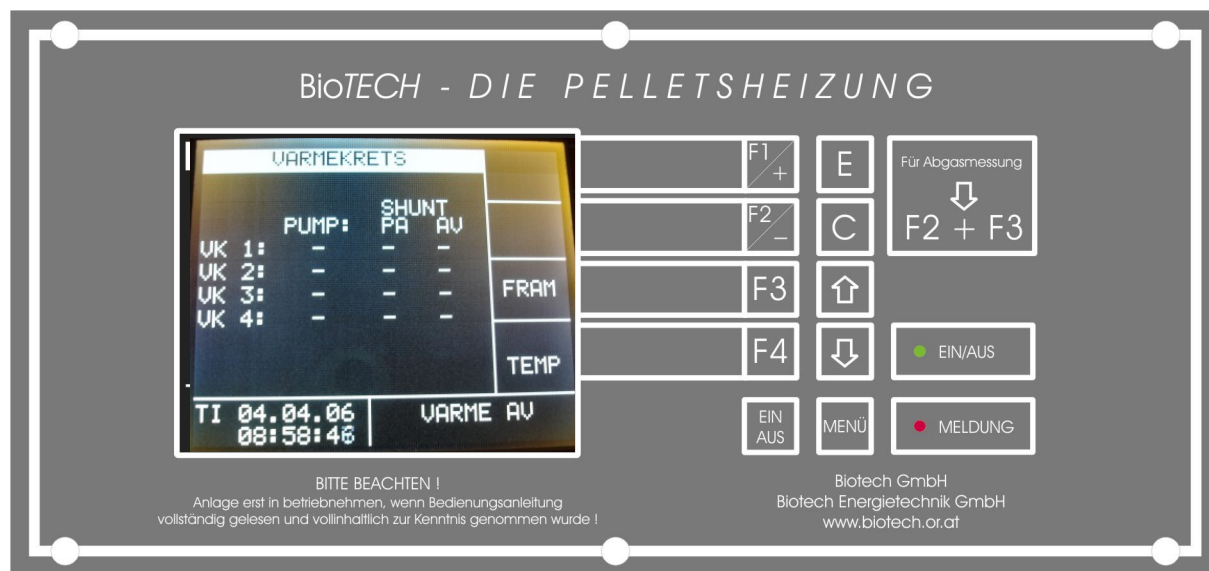 BioTECH - DIE PELLETSHEIZUNG
VARMEKRETS
SHUNT
PUMP: PA AV
VK 1: - - -
VK 2: - - -
VK 3: - - -
VK 4: - - -
FRAM
TEMP
TI 04.04.06
08:58:46
VARME AV
F1/+
F2/-
F3
F4
E
C
EIN
AUS
MENÜ
Für Abgasmessung
F2 + F3
EIN/AUS
MELDUNG
BITTE BEACHTEN !
Anlage erst in betriebnehmen, wenn Bedienungsanleitung
vollständig gelesen und vollinhaltlich zur Kenntnis genommen wurde !
Biotech GmbH
Biotech Energietechnik GmbH
www.biotech.or.at